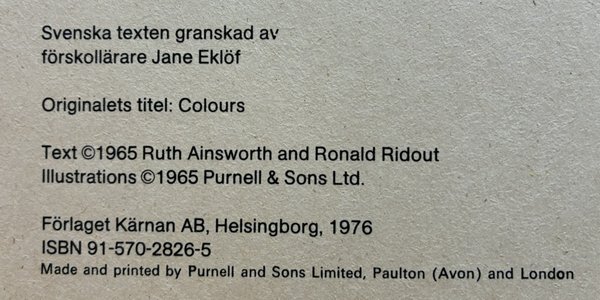 Svenska texten granskad av
förskollärare Jane Eklöf
Originalets titel: Colours
Text ©1965 Ruth Ainsworth and Ronald Ridout
Illustrations ©1965 Purnell & Sons Ltd.
Förlaget Kärnan AB, Helsingborg, 1976
ISBN 91-570-2826-5
Made and printed by Purnell and Sons Limited, Paulton (Avon) and London